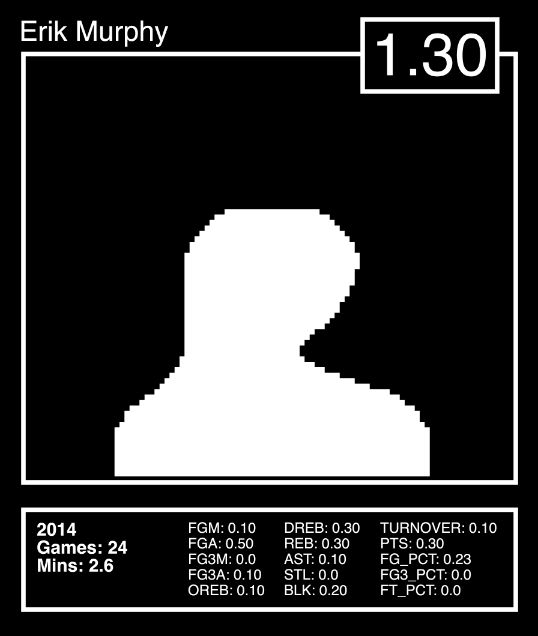 Erik Murphy
1.30
2014
Games: 24
Mins: 2.6
FGM: 0.10
FGA: 0.50
FG3M: 0.0
FG3A: 0.10
OREB: 0.10
DREB: 0.30
REB: 0.30
AST: 0.10
STL: 0.0
BLK: 0.20
TURNOVER: 0.10
PTS: 0.30
FG_PCT: 0.23
FG3_PCT: 0.0
FT_PCT: 0.0